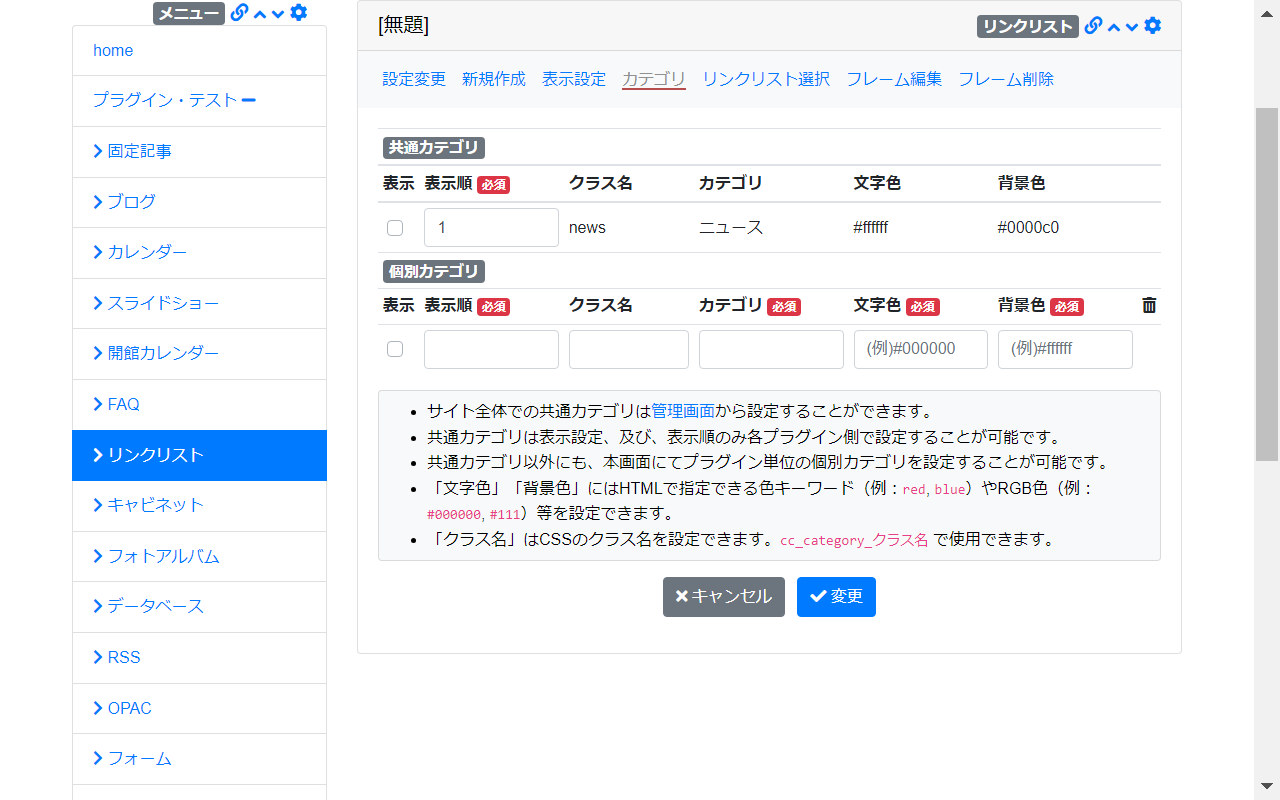 メニュー
home
プラグイン・テスト
固定記事
ブログ
カレンダー
スライドショー
開館カレンダー
FAQ
リンクリスト
キャビネット
フォトアルバム
データベース
RSS
OPAC
フォーム
[無題]
リンクリスト
設定変更 新規作成 表示設定 カテゴリ リンクリスト選択 フレーム編集 フレーム削除
共通カテゴリ
表示 表示順 必須 クラス名 カテゴリ 文字色 背景色
1 news ニュース #ffffff #0000c0
個別カテゴリ
表示 表示順 必須 クラス名 カテゴリ 必須 文字色 必須 背景色 必須
(例)#000000 (例)#ffffff
サイト全体での共通カテゴリは管理画面から設定することができます。
共通カテゴリは表示設定、及び、表示順のみ各プラグイン側で設定することが可能です。
共通カテゴリ以外にも、本画面にてプラグイン単位の個別カテゴリを設定することが可能です。
「文字色」「背景色」にはHTMLで指定できる色キーワード（例：red, blue）やRGB色（例：
#000000, #111）等を設定できます。
「クラス名」はCSSのクラス名を設定できます。cc_category_クラス名 で使用できます。
キャンセル 変更